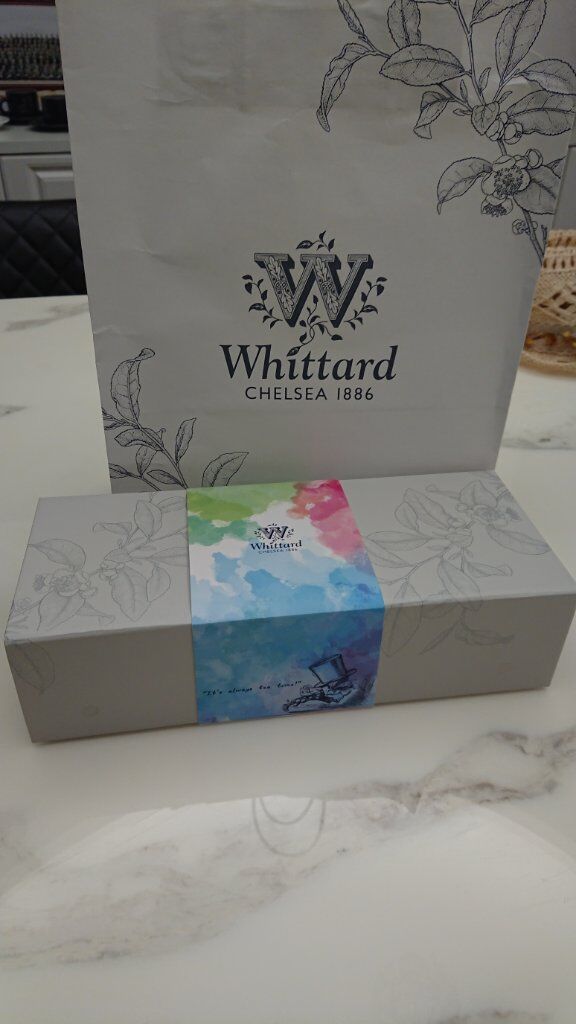 W
Whittard
CHELSEA 1886
W
Whittard
CHELSEA 1886
"It's always tea time!"